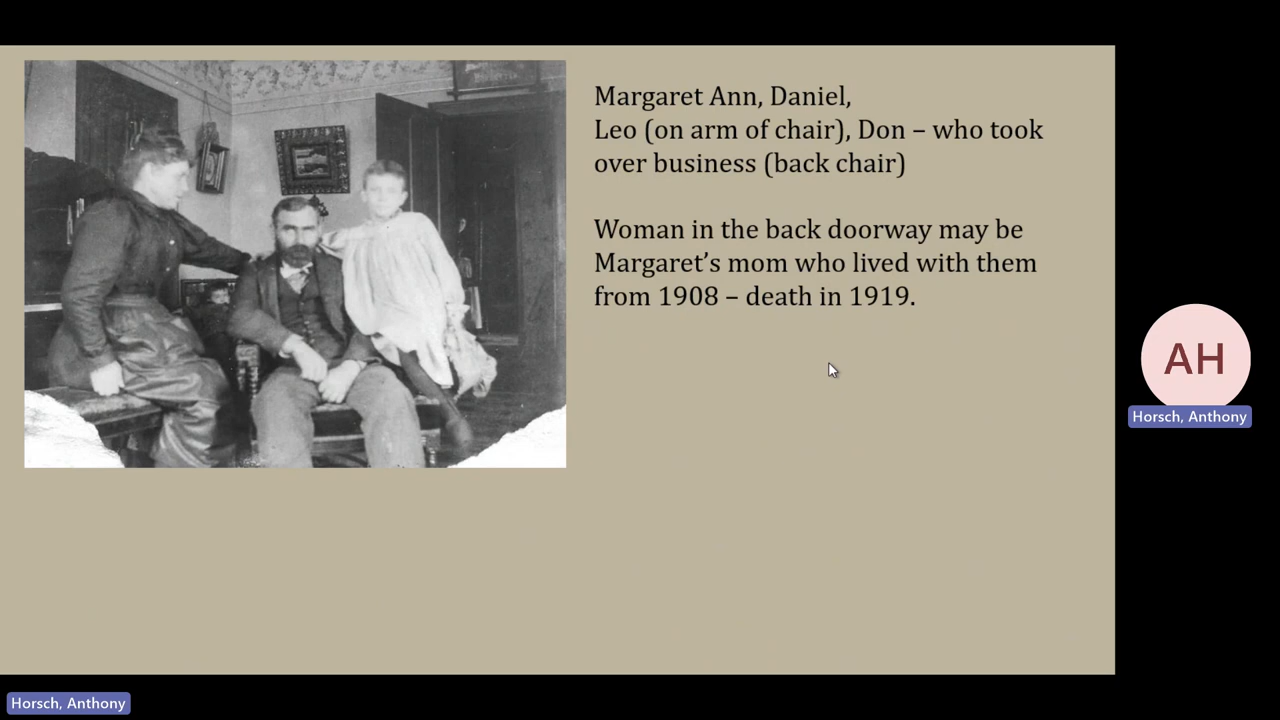 Margaret Ann, Daniel,
Leo (on arm of chair), Don – who took
over business (back chair)
Woman in the back doorway may be
Margaret’s mom who lived with them
from 1908 – death in 1919.
AH
Horsch, Anthony
Horsch, Anthony